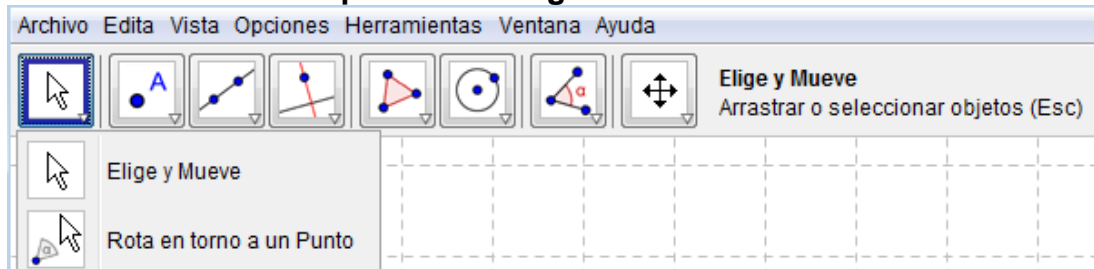 Archivo Edita Vista Opciones Herramientas Ventana Ayuda
A
α
Elige y Mueve
Arrastrar o seleccionar objetos (Esc)
Elige y Mueve
α
Rota en torno a un Punto